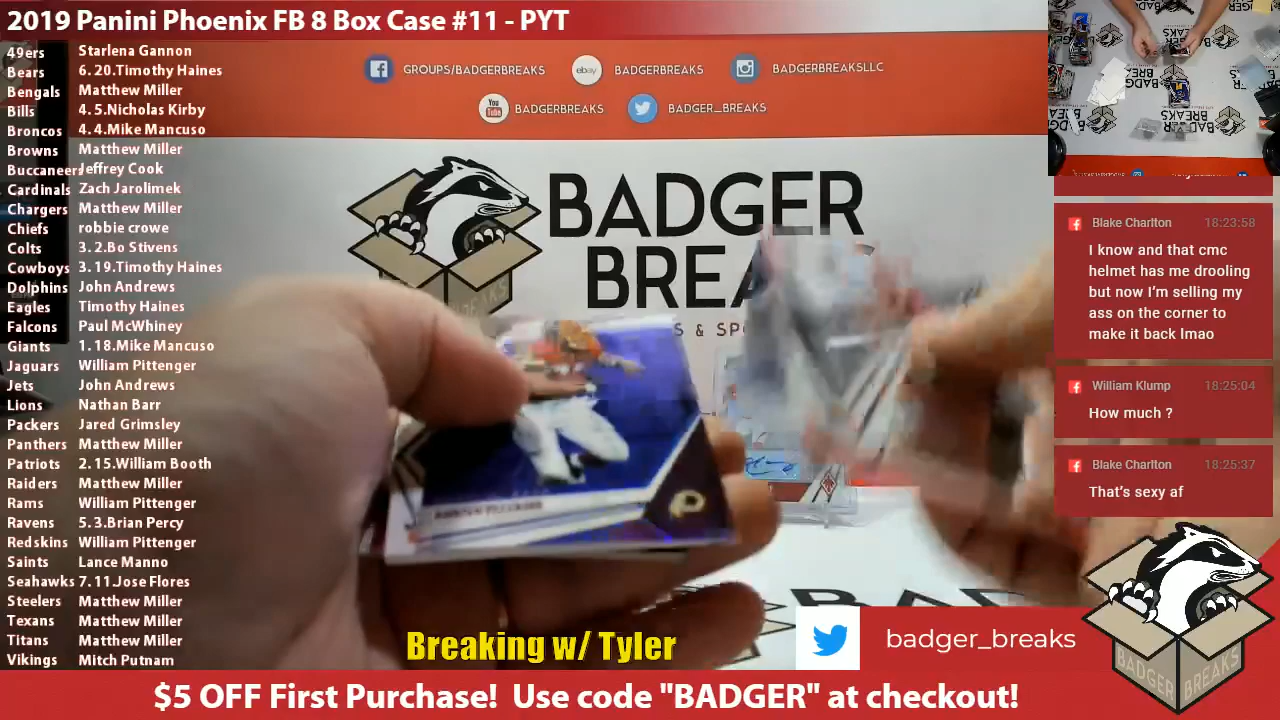 2019 Panini Phoenix FB 8 Box Case #11 - PYT
49ers Starlena Gannon
Bears 6. 20.Timothy Haines
Bengals Matthew Miller
Bills 4. 5.Nicholas Kirby
Broncos 4. 4.Mike Mancuso
Browns Matthew Miller
Buccaneers Jeffrey Cook
Cardinals Zach Jarolimek
Chargers Matthew Miller
Chiefs robbie crowe
Colts 3. 2.Bo Stivens
Cowboys 3. 19.Timothy Haines
Dolphins John Andrews
Eagles Timothy Haines
Falcons Paul McWhiney
Giants 1. 18.Mike Mancuso
Jaguars William Pittenger
Jets John Andrews
Lions Nathan Barr
Packers Jared Grimsley
Panthers Matthew Miller
Patriots 2. 15.William Booth
Raiders Matthew Miller
Rams William Pittenger
Ravens 5. 3.Brian Percy
Redskins William Pittenger
Saints Lance Manno
Seahawks 7. 11.Jose Flores
Steelers Matthew Miller
Texans Matthew Miller
Titans Matthew Miller
Vikings Mitch Putnam
GROUPS/BADGERBREAKS
ebay BADGERBREAKS
BADGERBREAKSLLC
You Tube BADGERBREAKS
BADGER_BREAKS
BADGER
BREA
S & SP
Blake Charlton 18:23:58
I know and that cmc
helmet has me drooling
but now I'm selling my
ass on the corner to
make it back lmao
William Klump 18:25:04
How much ?
Blake Charlton 18:25:37
That's sexy af
Breaking w/ Tyler
badger_breaks
BADGER
BREAKS
$5 OFF First Purchase! Use code "BADGER" at checkout!